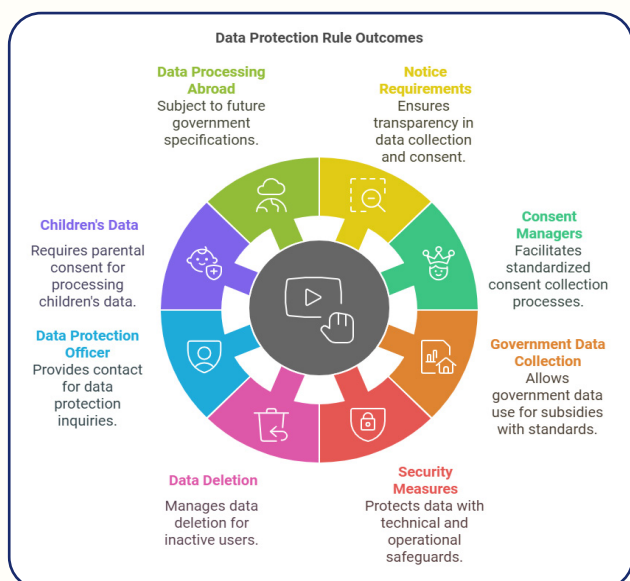 Data Protection Rule Outcomes
Data Processing
Abroad
Subject to future
government
specifications.
Notice
Requirements
Ensures
transparency in
data collection
and consent.
Children's Data
Requires parental
consent for
processing
children's data.
Consent
Managers
Facilitates
standardized
consent collection
processes.
Data Protection
Officer
Provides contact
for data
protection
inquiries.
Government Data
Collection
Allows
government data
use for subsidies
with standards.
Data Deletion
Manages data
deletion for
inactive users.
Security
Measures
Protects data with
technical and
operational
safeguards.